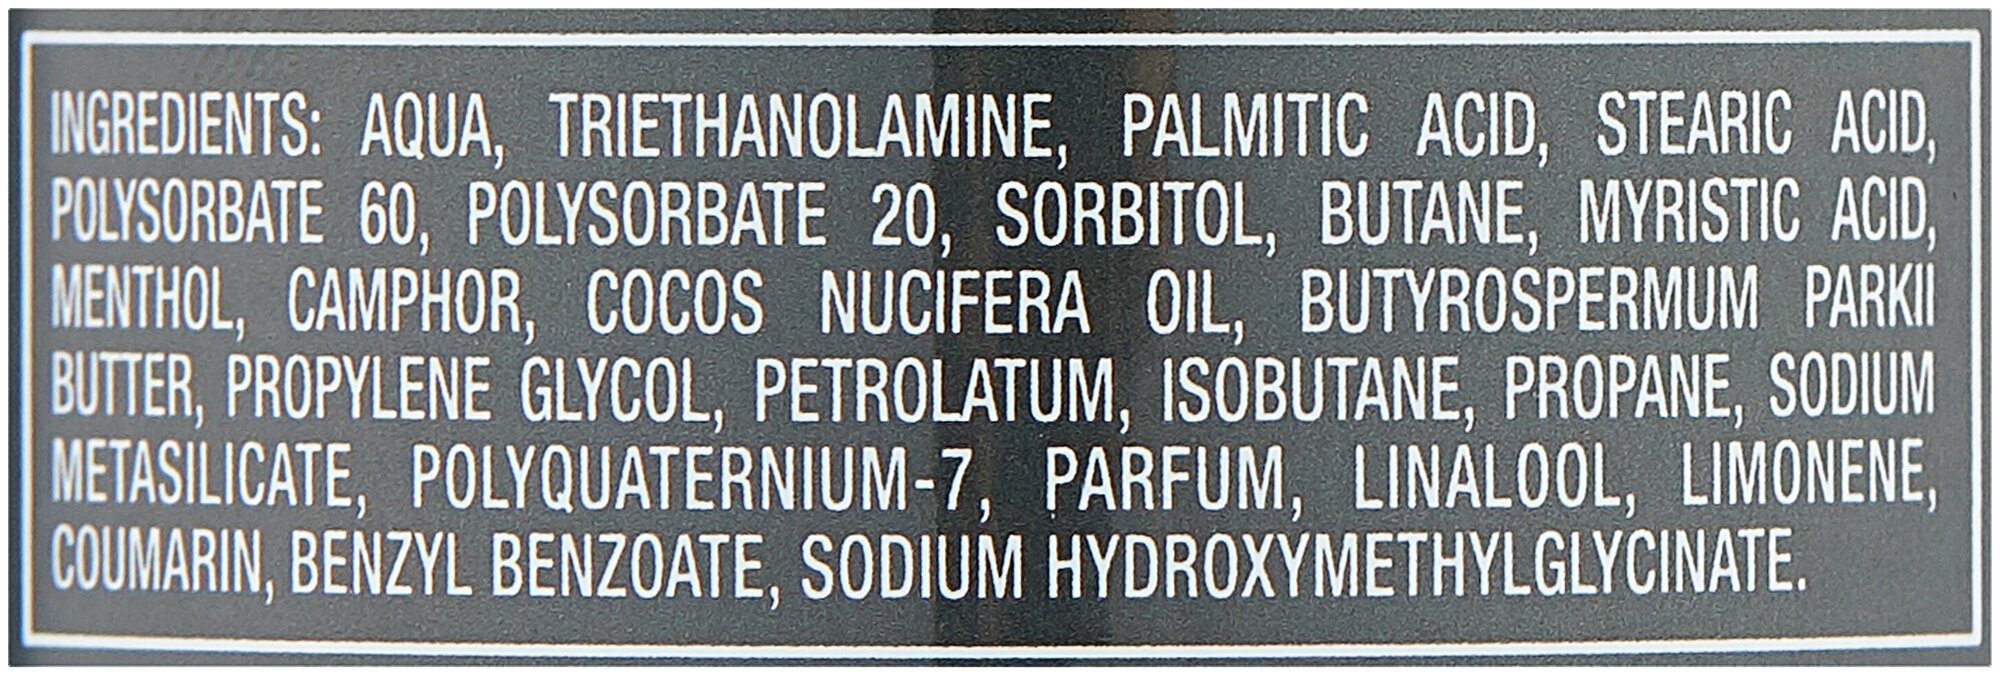 INGREDIENTS: AQUA, TRIETHANOLAMINE, PALMITIC ACID, STEARIC ACID,
POLYSORBATE 60, POLYSORBATE 20, SORBITOL, BUTANE, MYRISTIC ACID,
MENTHOL, CAMPHOR, COCOS NUCIFERA OIL, BUTYROSPERMUM PARKII
BUTTER, PROPYLENE GLYCOL, PETROLATUM, ISOBUTANE, PROPANE, SODIUM
METASILICATE, POLYQUATERNIUM-7, PARFUM, LINALOOL, LIMONENE,
COUMARIN, BENZYL BENZOATE, SODIUM HYDROXYMETHYLGLYCINATE.